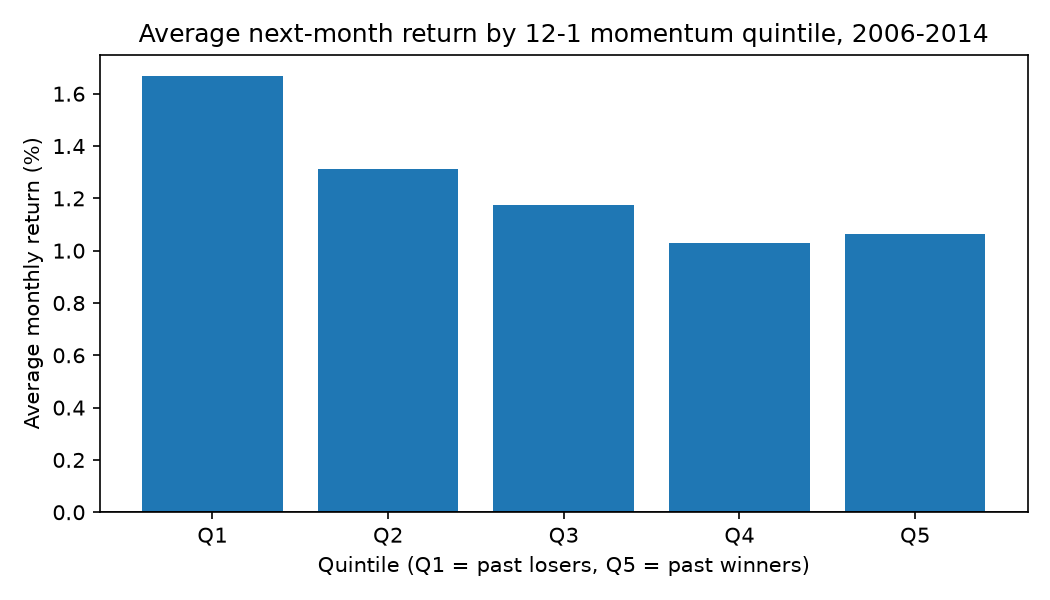 Average next-month return by 12-1 momentum quintile, 2006-2014
Average monthly return (%)
1.6
1.4
1.2
1.0
0.8
0.6
0.4
0.2
0.0
Q1 Q2 Q3 Q4 Q5
Quintile (Q1 = past losers, Q5 = past winners)